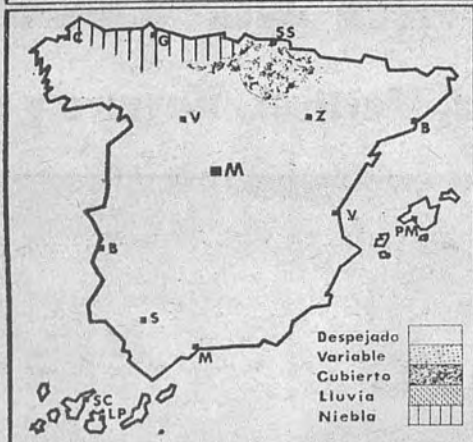 C
G
SS
V
Z
B
M
V
PM
B
S
M
SC
LP
Despejado
Variable
Cubierto
Lluvia
Niebla